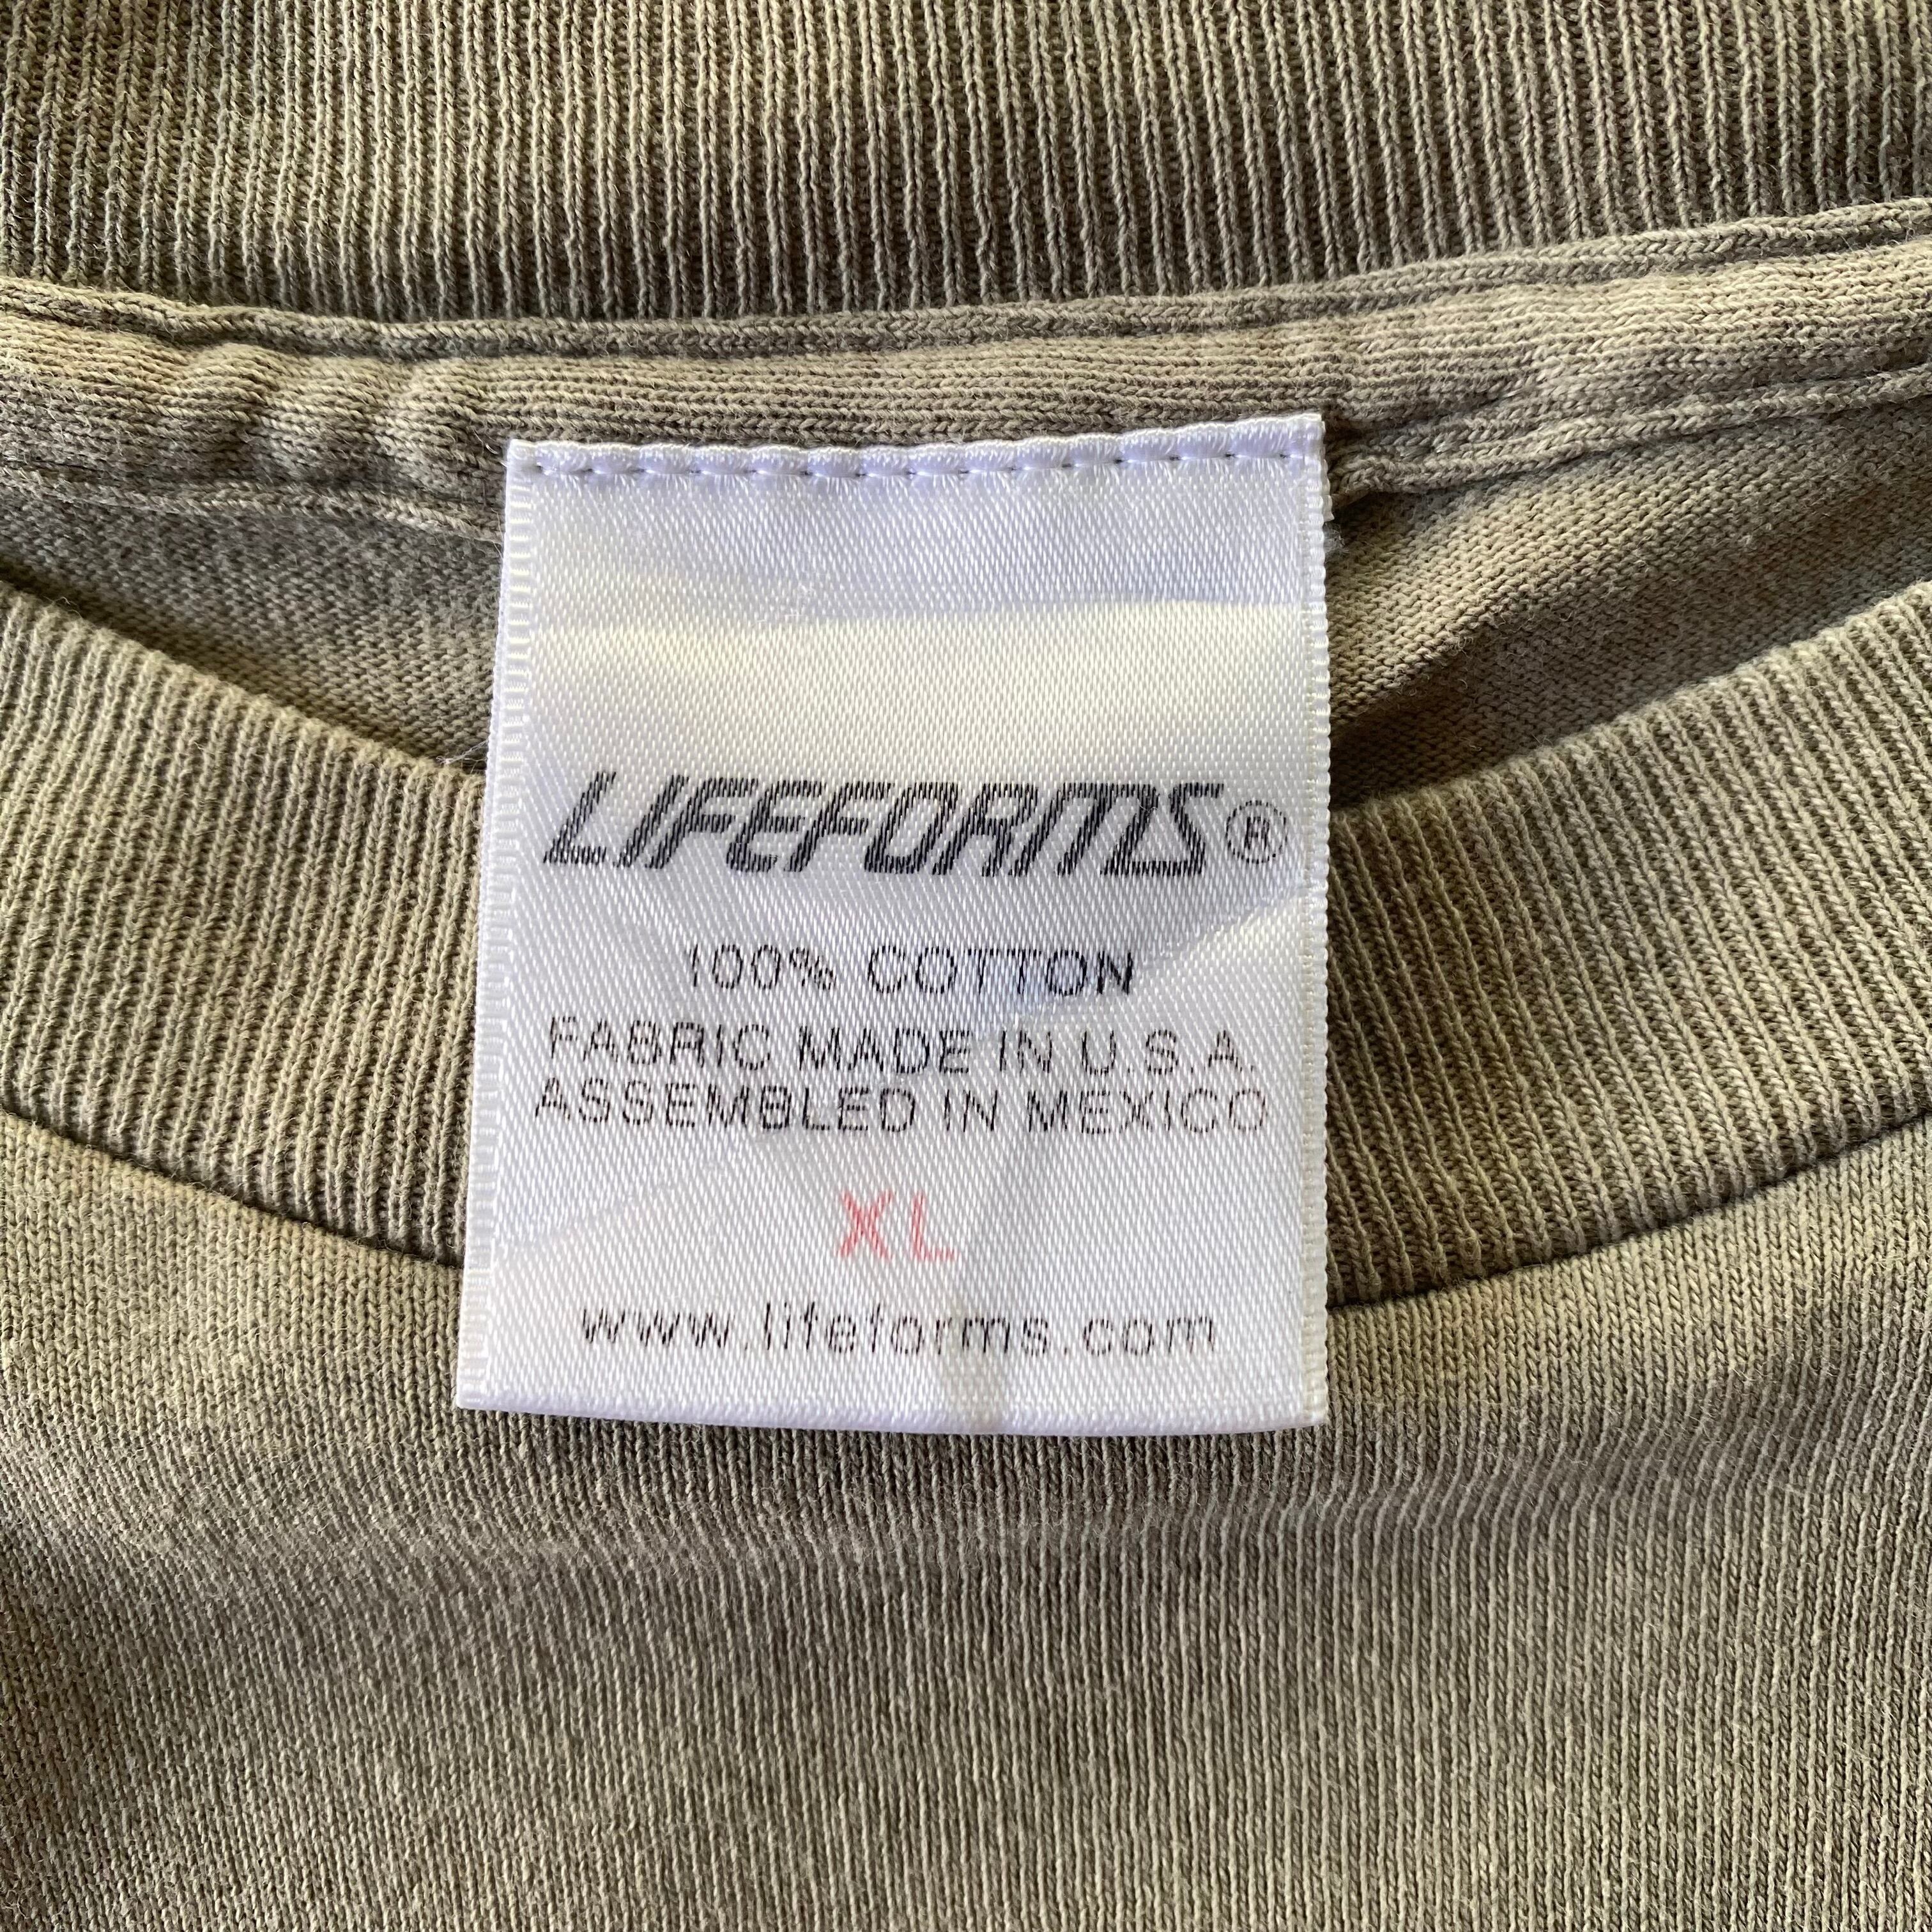 LIFEFORMS®
100% COTTON
FABRIC MADE IN U.S.A.
ASSEMBLED IN MEXICO
XL
www.lifeforms.com